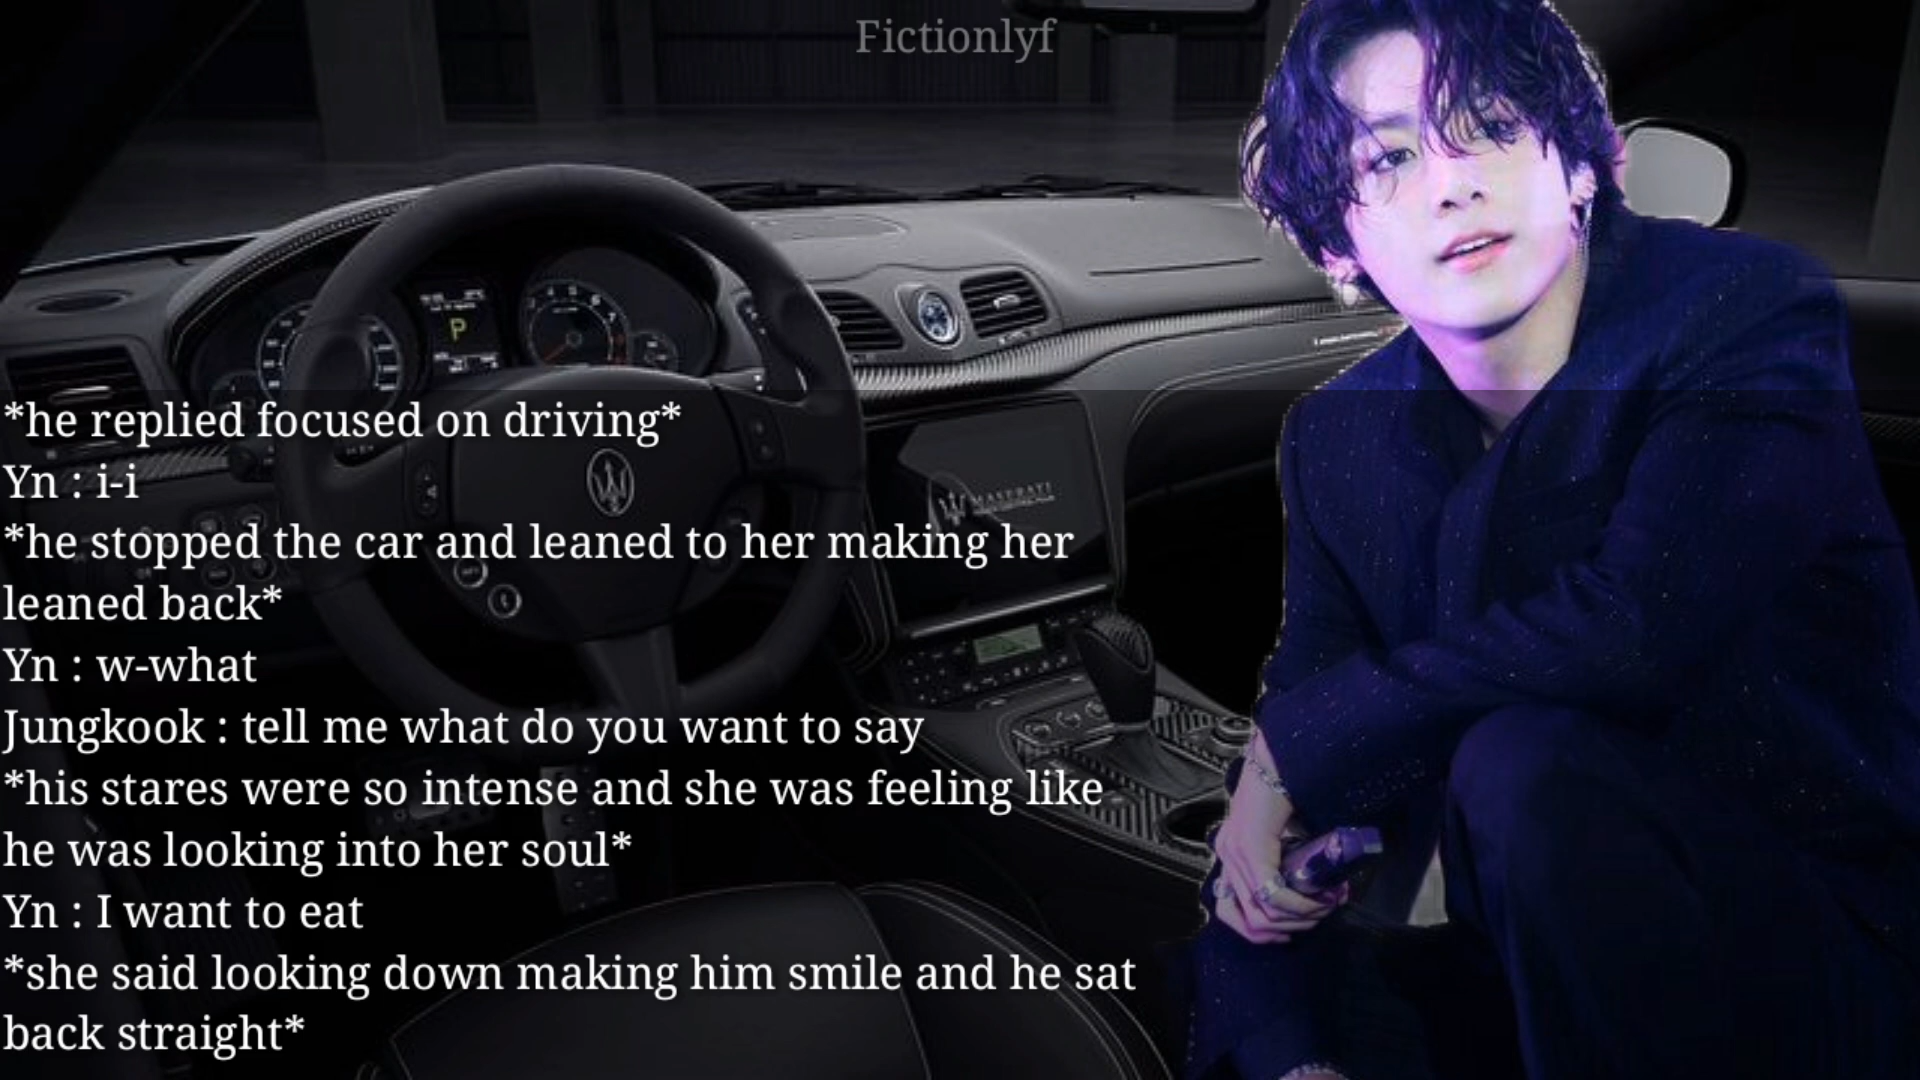 Fictionlyf
*he replied focused on driving*
Yn : i-i
*he stopped the car and leaned to her making her
leaned back*
Yn : w-what
Jungkook : tell me what do you want to say
*his stares were so intense and she was feeling like
he was looking into her soul*
Yn : I want to eat
*she said looking down making him smile and he sat
back straight*
P
MASERATI